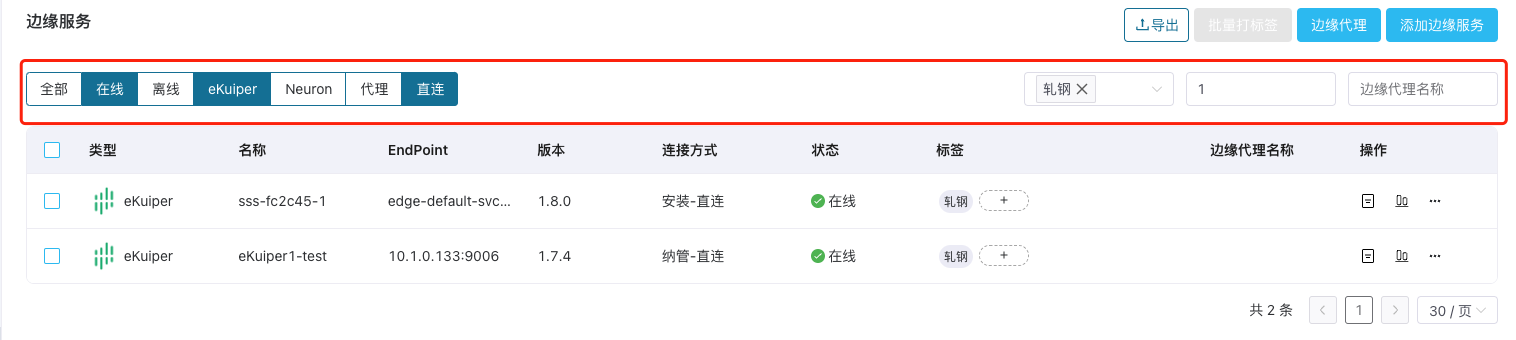 边缘服务
导出 批量打标签 边缘代理 添加边缘服务
全部 在线 离线 eKuiper Neuron 代理 直连 轧钢 1 边缘代理名称
类型 名称 EndPoint 版本 连接方式 状态 标签 边缘代理名称 操作
eKuiper sss-fc2c45-1 edge-default-svc... 1.8.0 安装-直连 在线 轧钢 +
eKuiper eKuiper1-test 10.1.0.133:9006 1.7.4 纳管-直连 在线 轧钢 +
共 2 条 1 30 / 页